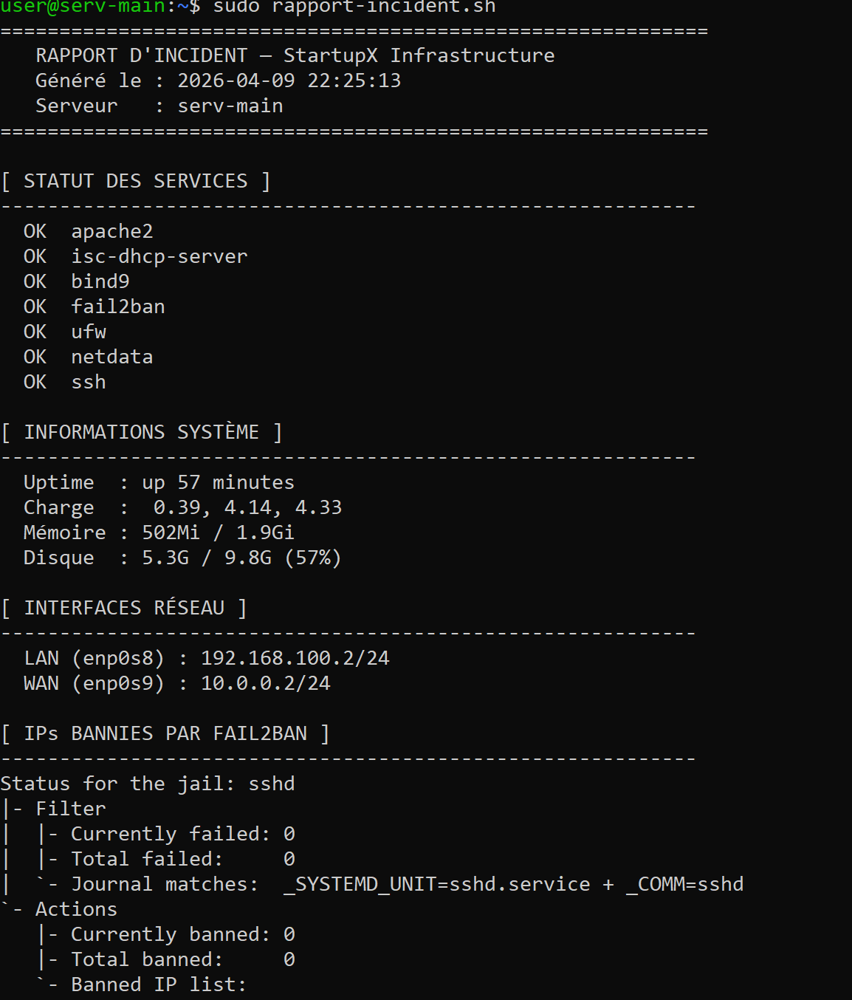 user@serv-main:~$ sudo rapport-incident.sh
============================================================
   RAPPORT D'INCIDENT — StartupX Infrastructure
   Généré le : 2026-04-09 22:25:13
   Serveur   : serv-main
============================================================

[ STATUT DES SERVICES ]
-----------------------------------------------------------
  OK  apache2
  OK  isc-dhcp-server
  OK  bind9
  OK  fail2ban
  OK  ufw
  OK  netdata
  OK  ssh

[ INFORMATIONS SYSTÈME ]
-----------------------------------------------------------
  Uptime  : up 57 minutes
  Charge  :  0.39, 4.14, 4.33
  Mémoire : 502Mi / 1.9Gi
  Disque  : 5.3G / 9.8G (57%)

[ INTERFACES RÉSEAU ]
-----------------------------------------------------------
  LAN (enp0s8) : 192.168.100.2/24
  WAN (enp0s9) : 10.0.0.2/24

[ IPs BANNIES PAR FAIL2BAN ]
-----------------------------------------------------------
Status for the jail: sshd
|- Filter
|  |- Currently failed: 0
|  |- Total failed:     0
|  `- Journal matches:  _SYSTEMD_UNIT=sshd.service + _COMM=sshd
`- Actions
   |- Currently banned: 0
   |- Total banned:     0
   `- Banned IP list: